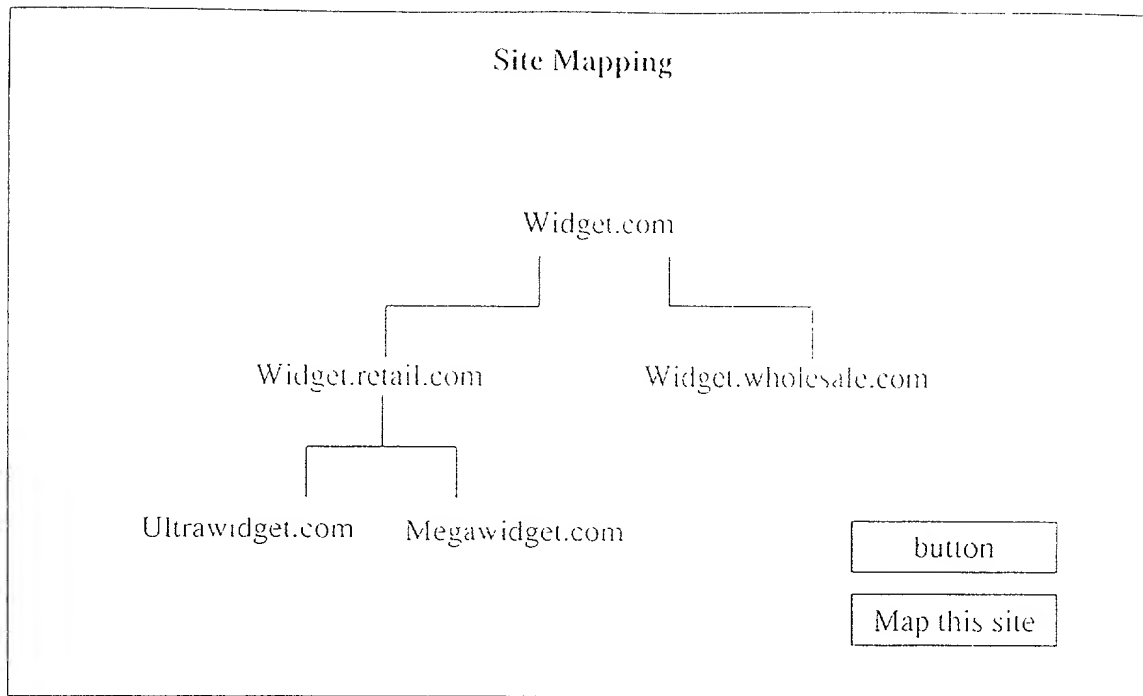 Site Mapping
Widget.com
Widget.retail.com
Widget.wholesale.com
Ultrawidget.com
Megawidget.com
button
Map this site